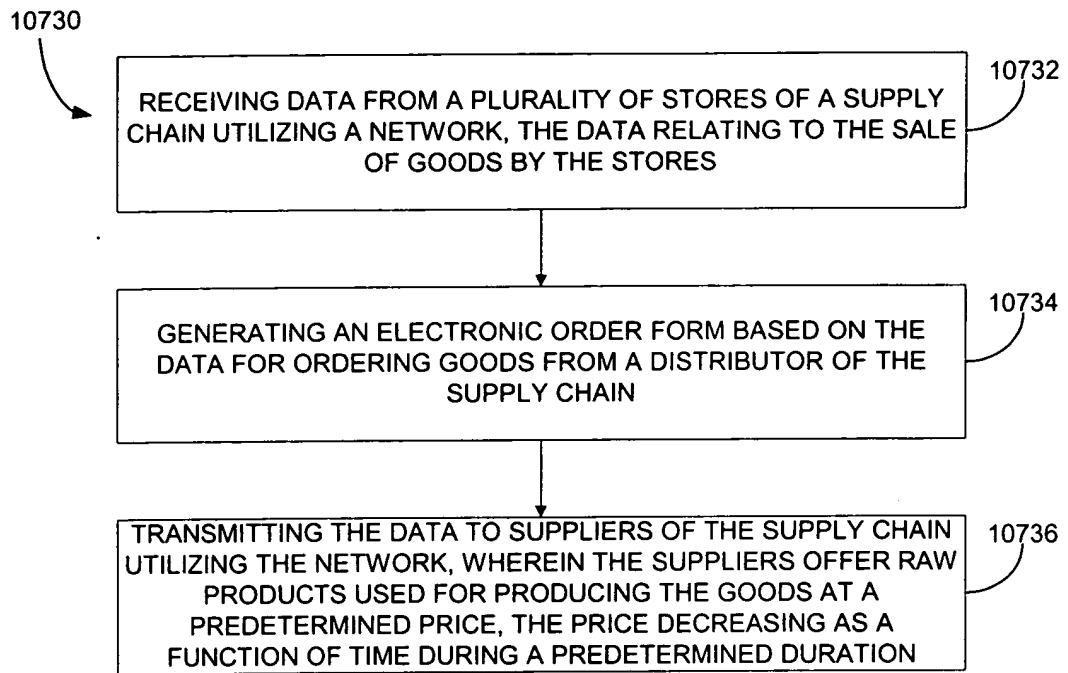 10730
10732
RECEIVING DATA FROM A PLURALITY OF STORES OF A SUPPLY
CHAIN UTILIZING A NETWORK, THE DATA RELATING TO THE SALE
OF GOODS BY THE STORES
10734
GENERATING AN ELECTRONIC ORDER FORM BASED ON THE
DATA FOR ORDERING GOODS FROM A DISTRIBUTOR OF THE
SUPPLY CHAIN
10736
TRANSMITTING THE DATA TO SUPPLIERS OF THE SUPPLY CHAIN
UTILIZING THE NETWORK, WHEREIN THE SUPPLIERS OFFER RAW
PRODUCTS USED FOR PRODUCING THE GOODS AT A
PREDETERMINED PRICE, THE PRICE DECREASING AS A
FUNCTION OF TIME DURING A PREDETERMINED DURATION